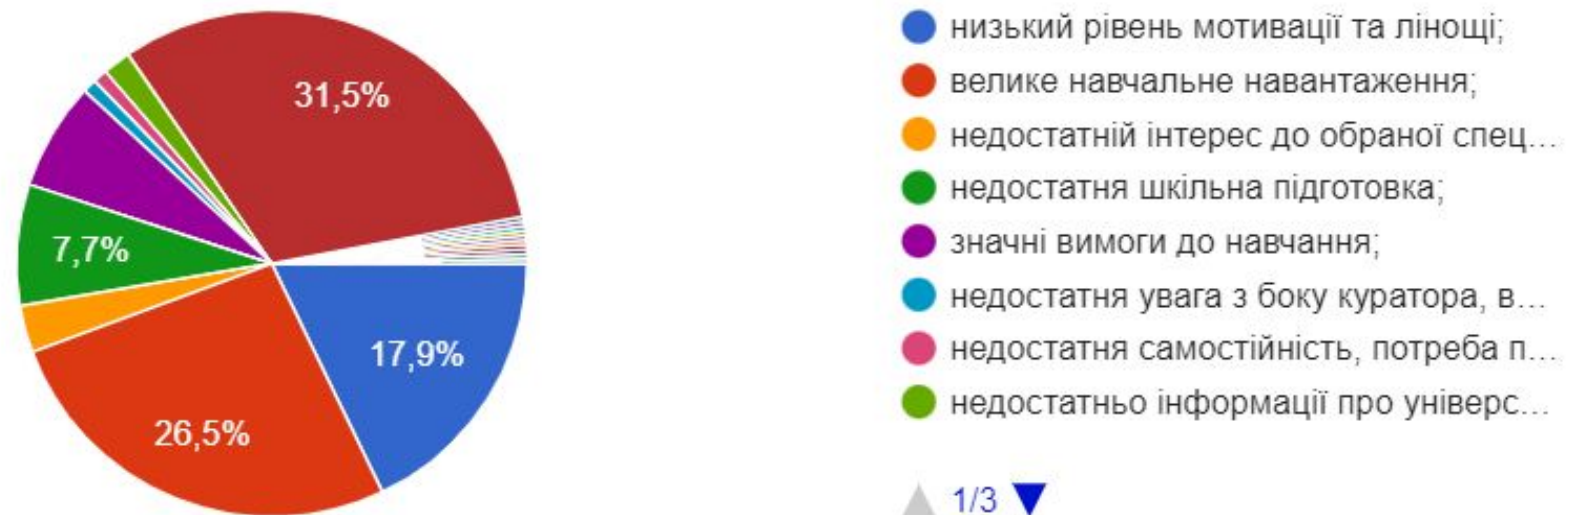 31,5%
7,7%
17,9%
26,5%
низький рівень мотивації та лінощі;
велике навчальне навантаження;
недостатній інтерес до обраної спец...
недостатня шкільна підготовка;
значні вимоги до навчання;
недостатня увага з боку куратора, в...
недостатня самостійність, потреба п...
недостатньо інформації про універс...
1/3